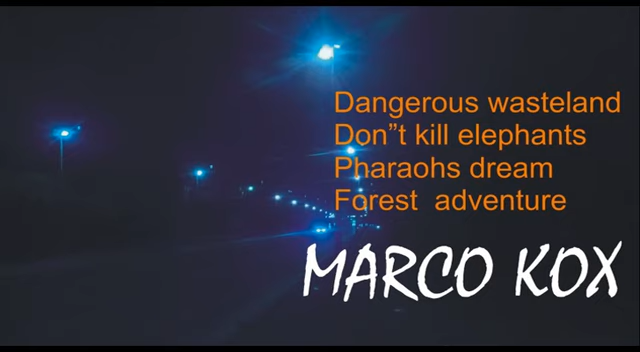 Dangerous wasteland
Don”t kill elephants
Pharaohs dream
Forest adventure
MARCO KOX